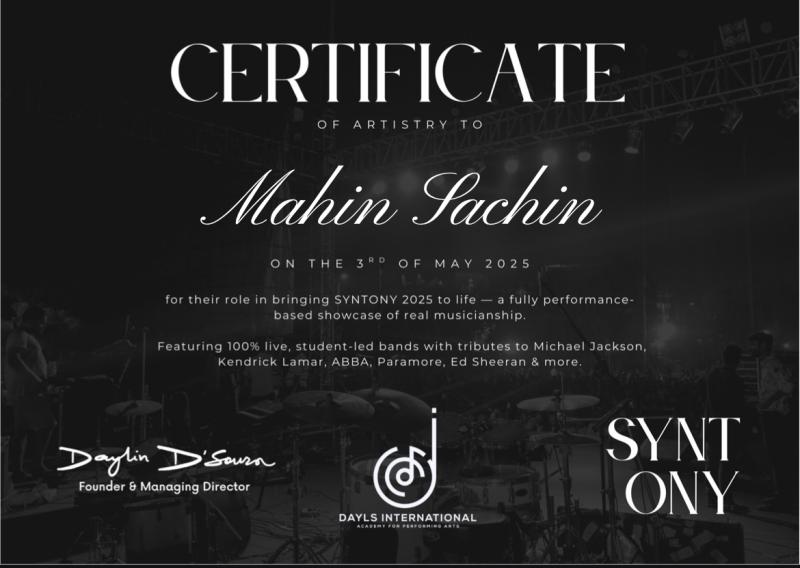 CERTIFICATE
OF ARTISTRY TO
Mahin Sachin
ON THE 3RD OF MAY 2025
for their role in bringing SYNTONY 2025 to life — a fully performance-
based showcase of real musicianship.
Featuring 100% live, student-led bands with tributes to Michael Jackson,
Kendrick Lamar, ABBA, Paramore, Ed Sheeran & more.
Daylin D'Souza
Founder & Managing Director
DAYLS INTERNATIONAL
ACADEMY FOR PERFORMING ARTS
SYNT
ONY